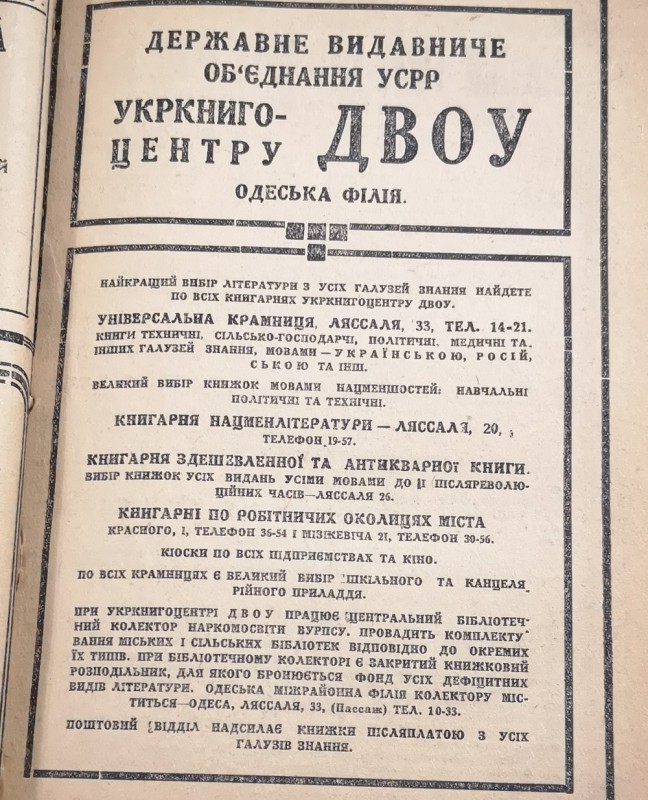 ДЕРЖАВНЕ ВИДАВНИЧЕ
ОБ'ЄДНАННЯ УСРР
УКРКНИГО-
ЦЕНТРУ ДВОУ
ОДЕСЬКА ФІЛІЯ.
НАЙКРАЩИЙ ВИБІР ЛІТЕРАТУРИ З УСІХ ГАЛУЗЕЙ ЗНАННЯ НАЙДЕТЕ
ПО ВСІХ КНИГАРНЯХ УКРКНИГОЦЕНТРУ ДВОУ.
УНІВЕРСАЛЬНА КРАМНИЦЯ, ЛЯССАЛЯ, 33, ТЕЛ. 14-21.
КНИГИ ТЕХНИЧНІ, СІЛЬСЬКО-ГОСПОДАРЧІ, ПОЛІТИЧНІ. МЕДИЧНІ ТА.
ІНШИХ ГАЛУЗЕЙ ЗНАННЯ, МОВАМИ—УКРАЇНСЬКОЮ, РОСІЙ,
СЬКОЮ ТА ІНШ.
ВЕЛИКИЙ ВИБІР КНИЖОК МОВАМИ НАЦМЕНШОСТЕЙ: НАВЧАЛЬНІ
ПОЛІТИЧНІ ТА ТЕХНІЧНІ.
КНИГАРНЯ НАЦМЕНЛІТЕРАТУРИ—ЛЯССАЛЯ, 20,
ТЕЛЕФОН 19-57.
КНИГАРНЯ ЗДЕШЕВЛЕННОЇ ТА АНТИКВАРНОЇ КНИГИ.
ВИБІР КНИЖОК УСІХ ВИДАНЬ УСІМИ МОВАМИ ДО Й ПІСЛЯРЕВОЛЮ-
ЦІЙНИХ ЧАСІВ—ЛЯССАЛЯ 26.
КНИГАРНІ ПО РОБІТНИЧИХ ОКОЛИЦЯХ МІСТА
КРАСНОГО, 1, ТЕЛЕФОН 36-54 І МІЗКЕВІЧА 21, ТЕЛЕФОН 30-56.
КІОСКИ ПО ВСІХ ПІДПРИЄМСТВАХ ТА КІНО.
ПО ВСІХ КРАМНИЦЯХ Є ВЕЛИКИЙ ВИБІР ШКІЛЬНОГО ТА КАНЦЕЛЯ
РІЙНОГО ПРИЛАДДЯ.
ПРИ УКРКНИГОЦЕНТРІ ДВОУ ПРАЦЮЄ ЦЕНТРАЛЬНИЙ БІБЛІОТЕЧ-
НИЙ КОЛЕКТОР НАРКОМОСВІТИ ВУРПСУ. ПРОВАДИТЬ КОМПЛЕКТУ
ВАННЯ МІСЬКИХ І СІЛЬСЬКИХ БІБЛІОТЕК ВІДПОВІДНО ДО ОКРЕМИХ
ЇХ ТИПІВ. ПРИ БІБЛІОТЕЧНОМУ КОЛЕКТОРІ Є ЗАКРИТИЙ КНИЖКОВИЙ
РОЗПОДІЛЬНИК, ДЛЯ ЯКОГО БРОНЮЄТЬСЯ ФОНД УСІХ ДЕФІЦИТНИХ
ВИДІВ ЛІТЕРАТУРИ. ОДЕСЬКА МІЖРАЙОННА ФІЛІЯ КОЛЕКТОРУ МІС-
ТИТЬСЯ—ОДЕСА, ЛЯССАЛЯ, 33, (Пассаж) ТЕЛ. 10-33.
ПОШТОВИЙ ВІДДІЛ НАДСИЛАЄ КНИЖКИ ПІСЛЯПЛАТОЮ З УСІХ
ГАЛУЗІВ ЗНАННЯ.